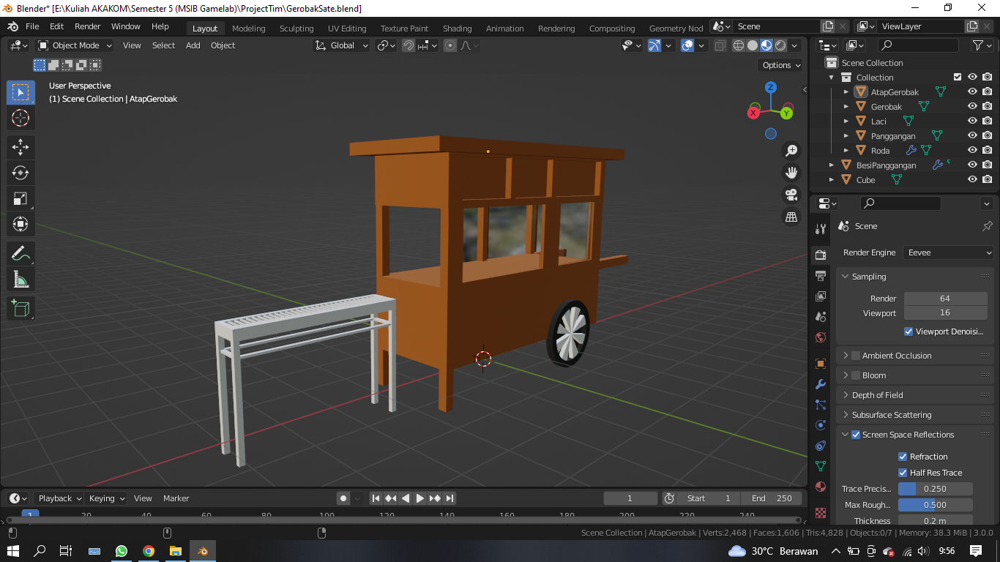 Blender* [E:\Kuliah AKAKOM\Semester 5 (MSIB Gamelab)\ProjectTim\GerobakSate.blend]
File Edit Render Window Help Layout Modeling Sculpting UV Editing Texture Paint Shading Animation Rendering Compositing Geometry Nod Scene ViewLayer
Object Mode View Select Add Object Global
Options
User Perspective
(1) Scene Collection | AtapGerobak
Z
X
Y
Scene Collection
Collection
AtapGerobak
Gerobak
Laci
Panggangan
Roda
BesiPanggangan
Cube
Scene
Render Engine Eevee
Sampling
Render 64
Viewport 16
Viewport Denoisi...
Ambient Occlusion
Bloom
Depth of Field
Subsurface Scattering
Screen Space Reflections
Refraction
Half Res Trace
Trace Precis... 0.250
Max Rough... 0.500
Thickness 0.2 m
Playback Keying View Marker 1 Start 1 End 250
1 20 40 60 80 100 120 140 160 180 200 220 240
Scene Collection | AtapGerobak | Verts:2,468 | Faces:1,606 | Tris:4,828 | Objects:0/7 | Memory: 38.3 MiB | 3.0.0
30°C Berawan 9:56